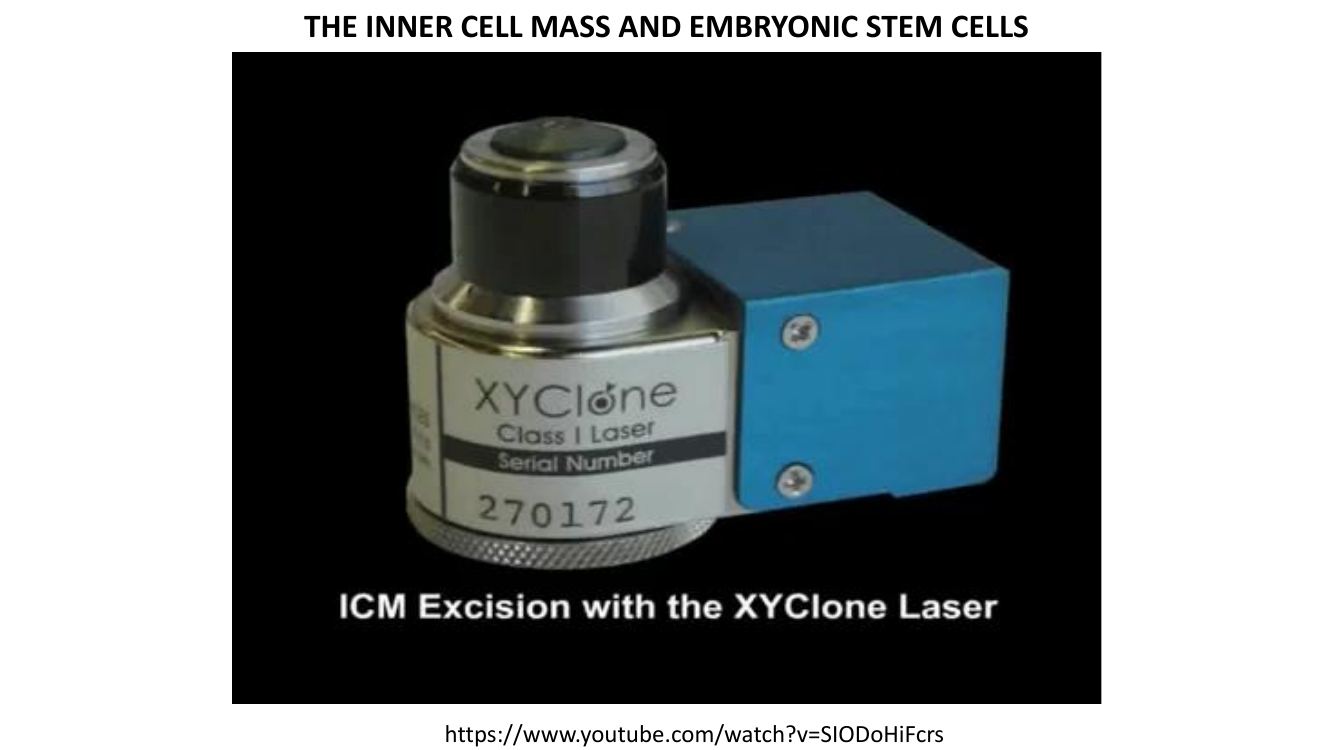 THE INNER CELL MASS AND EMBRYONIC STEM CELLS
XYClone
Class I Laser
Serial Number
270172
ICM Excision with the XYClone Laser
https://www.youtube.com/watch?v=SIODoHiFcrs